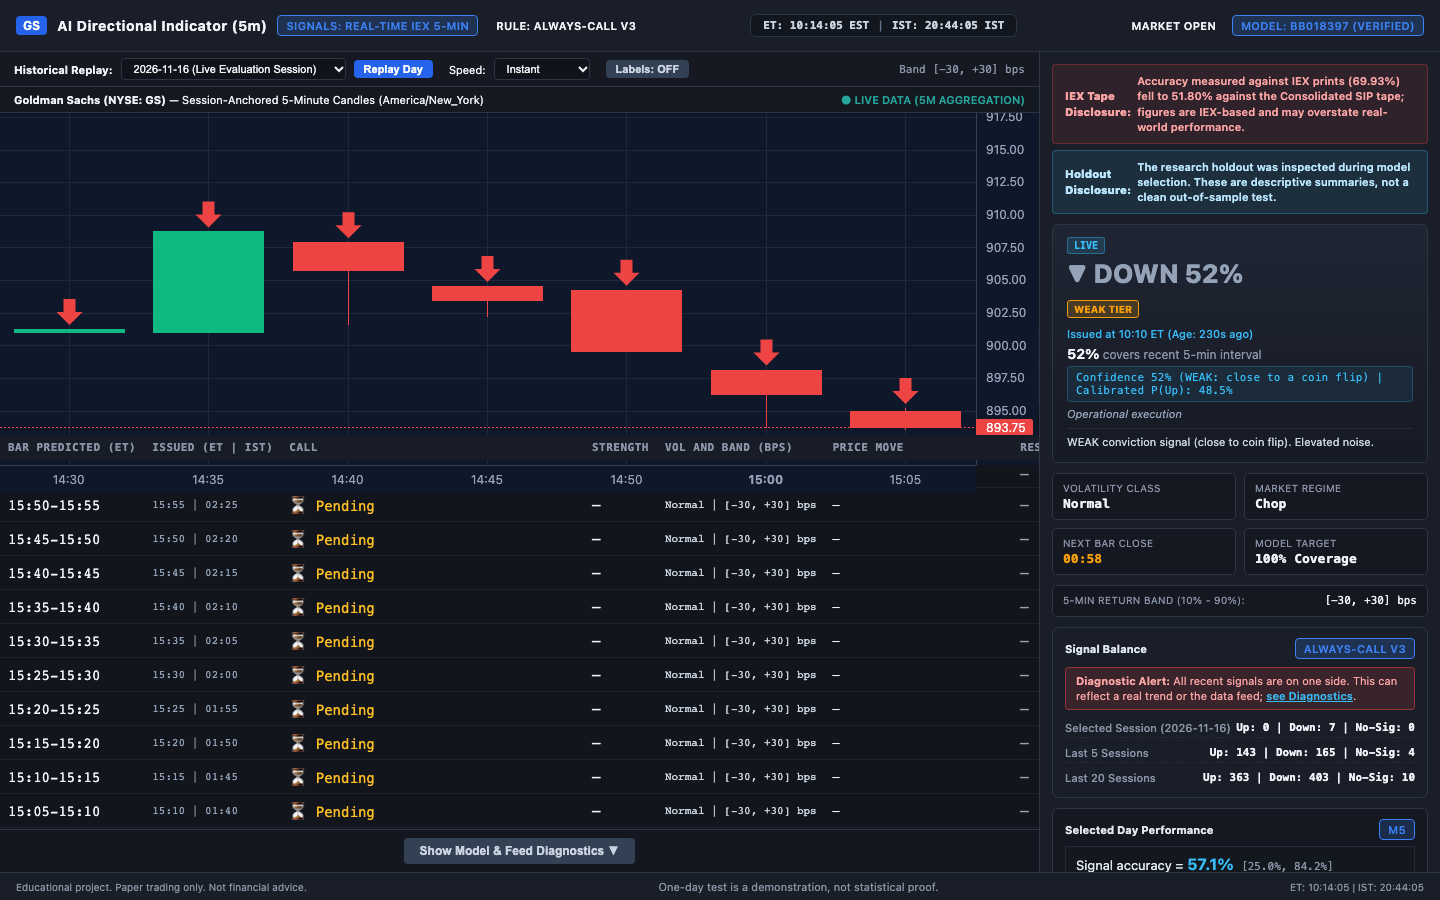 GS AI Directional Indicator (5m) SIGNALS: REAL-TIME IEX 5-MIN RULE: ALWAYS-CALL V3 ET: 10:14:05 EST | IST: 20:44:05 IST MARKET OPEN MODEL: BB018397 (VERIFIED)
Historical Replay: 2026-11-16 (Live Evaluation Session) Replay Day Speed: Instant Labels: OFF Band [−30, +30] bps
Goldman Sachs (NYSE: GS) — Session-Anchored 5-Minute Candles (America/New_York) LIVE DATA (5M AGGREGATION)
917.50
915.00
912.50
910.00
907.50
905.00
902.50
900.00
897.50
895.00
893.75
BAR PREDICTED (ET) ISSUED (ET | IST) CALL STRENGTH VOL AND BAND (BPS) PRICE MOVE RES
—
14:30 14:35 14:40 14:45 14:50 15:00 15:05
15:50–15:55 15:55 | 02:25 ⏳ Pending — Normal | [−30, +30] bps — —
15:45–15:50 15:50 | 02:20 ⏳ Pending — Normal | [−30, +30] bps — —
15:40–15:45 15:45 | 02:15 ⏳ Pending — Normal | [−30, +30] bps — —
15:35–15:40 15:40 | 02:10 ⏳ Pending — Normal | [−30, +30] bps — —
15:30–15:35 15:35 | 02:05 ⏳ Pending — Normal | [−30, +30] bps — —
15:25–15:30 15:30 | 02:00 ⏳ Pending — Normal | [−30, +30] bps — —
15:20–15:25 15:25 | 01:55 ⏳ Pending — Normal | [−30, +30] bps — —
15:15–15:20 15:20 | 01:50 ⏳ Pending — Normal | [−30, +30] bps — —
15:10–15:15 15:15 | 01:45 ⏳ Pending — Normal | [−30, +30] bps — —
15:05–15:10 15:10 | 01:40 ⏳ Pending — Normal | [−30, +30] bps — —
Show Model & Feed Diagnostics ▼
IEX Tape Disclosure:
Accuracy measured against IEX prints (69.93%)
fell to 51.80% against the Consolidated SIP tape;
figures are IEX-based and may overstate real-
world performance.
Holdout Disclosure:
The research holdout was inspected during model
selection. These are descriptive summaries, not a
clean out-of-sample test.
LIVE
▼ DOWN 52%
WEAK TIER
Issued at 10:10 ET (Age: 230s ago)
52% covers recent 5-min interval
Confidence 52% (WEAK: close to a coin flip) |
Calibrated P(Up): 48.5%
Operational execution
WEAK conviction signal (close to coin flip). Elevated noise.
VOLATILITY CLASS
Normal
MARKET REGIME
Chop
NEXT BAR CLOSE
00:58
MODEL TARGET
100% Coverage
5-MIN RETURN BAND (10% - 90%): [−30, +30] bps
Signal Balance ALWAYS-CALL V3
Diagnostic Alert: All recent signals are on one side. This can
reflect a real trend or the data feed; see Diagnostics.
Selected Session (2026-11-16) Up: 0 | Down: 7 | No-Sig: 0
Last 5 Sessions Up: 143 | Down: 165 | No-Sig: 4
Last 20 Sessions Up: 363 | Down: 403 | No-Sig: 10
Selected Day Performance M5
Signal accuracy = 57.1% [25.0%, 84.2%]
Educational project. Paper trading only. Not financial advice. One-day test is a demonstration, not statistical proof. ET: 10:14:05 | IST: 20:44:05